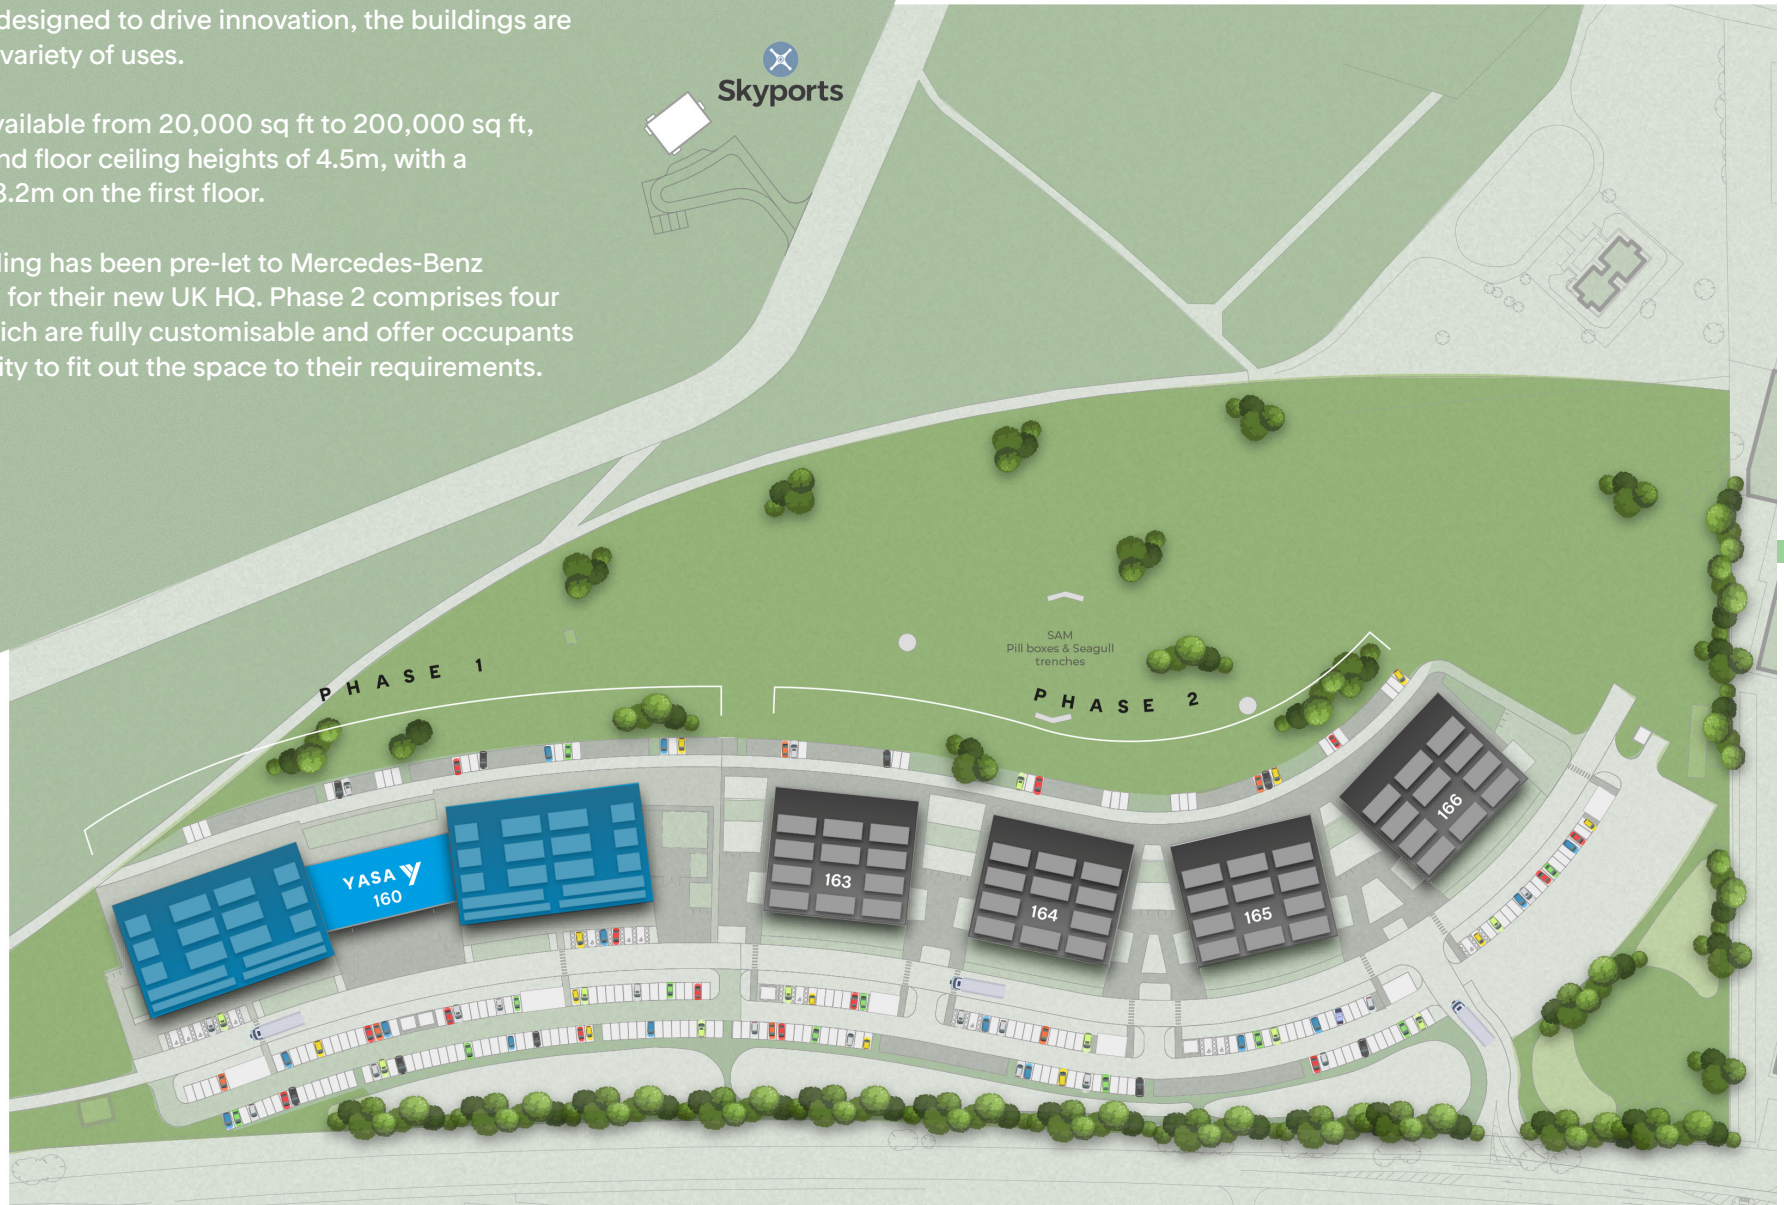 designed to drive innovation, the buildings are
variety of uses.
vailable from 20,000 sq ft to 200,000 sq ft,
nd floor ceiling heights of 4.5m, with a
3.2m on the first floor.
ling has been pre-let to Mercedes-Benz
for their new UK HQ. Phase 2 comprises four
ich are fully customisable and offer occupants
ity to fit out the space to their requirements.
Skyports
SAM
Pill boxes & Seagull
trenches
PHASE 1
PHASE 2
YASA
160
163
164
165
166